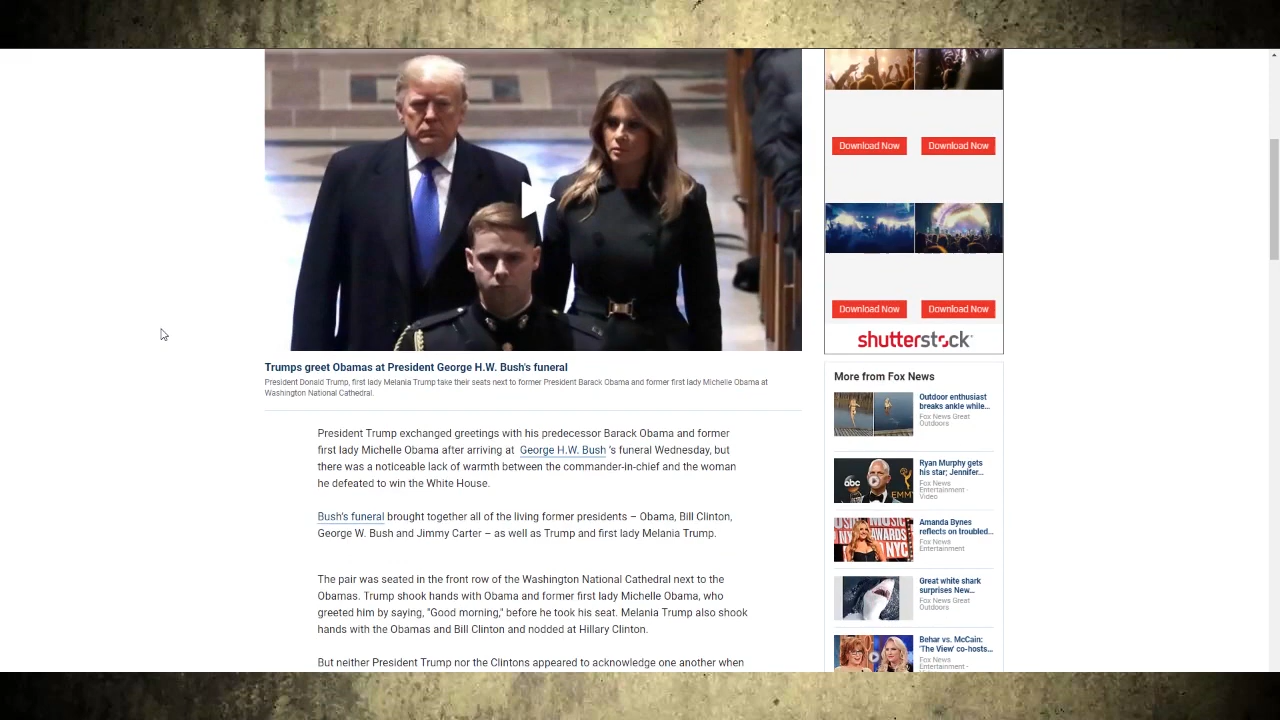 Download Now
Download Now
Download Now
Download Now
shutterstock
Trumps greet Obamas at President George H.W. Bush's funeral
President Donald Trump, first lady Melania Trump take their seats next to former President Barack Obama and former first lady Michelle Obama at
Washington National Cathedral.
President Trump exchanged greetings with his predecessor Barack Obama and former
first lady Michelle Obama after arriving at George H.W. Bush 's funeral Wednesday, but
there was a noticeable lack of warmth between the commander-in-chief and the woman
he defeated to win the White House.
Bush's funeral brought together all of the living former presidents – Obama, Bill Clinton,
George W. Bush and Jimmy Carter – as well as Trump and first lady Melania Trump.
The pair was seated in the front row of the Washington National Cathedral next to the
Obamas. Trump shook hands with Obama and former first lady Michelle Obama, who
greeted him by saying, "Good morning," before he took his seat. Melania Trump also shook
hands with the Obamas and Bill Clinton and nodded at Hillary Clinton.
But neither President Trump nor the Clintons appeared to acknowledge one another when
More from Fox News
Outdoor enthusiast
breaks ankle while...
Fox News Great
Outdoors
abc
EMMY
Ryan Murphy gets
his star; Jennifer...
Fox News
Entertainment -
Video
MUSIC
AWARDS
NYC
Amanda Bynes
reflects on troubled...
Fox News
Entertainment
Great white shark
surprises New...
Fox News Great
Outdoors
Behar vs. McCain:
'The View' co-hosts...
Fox News
Entertainment -